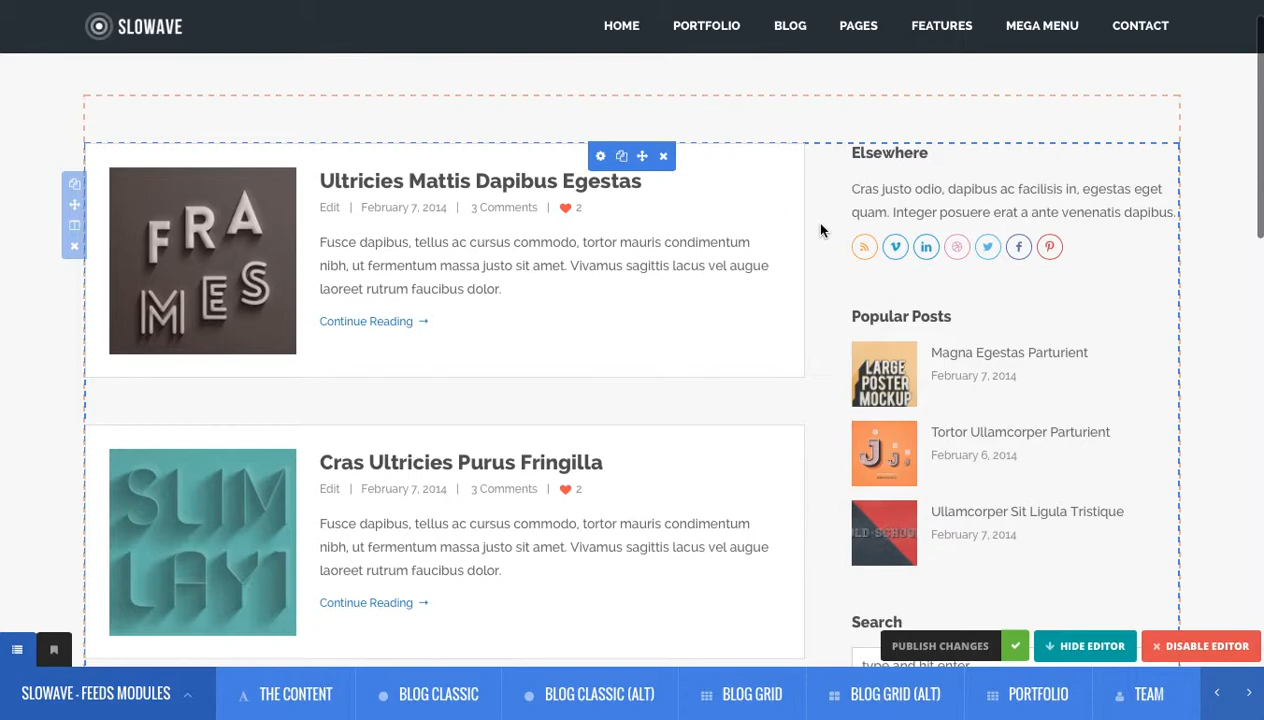 SLOWAVE
HOME PORTFOLIO BLOG PAGES FEATURES MEGA MENU CONTACT
FRA
MES
Ultricies Mattis Dapibus Egestas
Edit | February 7, 2014 | 3 Comments | 2
Fusce dapibus, tellus ac cursus commodo, tortor mauris condimentum
nibh, ut fermentum massa justo sit amet. Vivamus sagittis lacus vel augue
laoreet rutrum faucibus dolor.
Continue Reading →
SLIM
Cras Ultricies Purus Fringilla
Edit | February 7, 2014 | 3 Comments | 2
Fusce dapibus, tellus ac cursus commodo, tortor mauris condimentum
nibh, ut fermentum massa justo sit amet. Vivamus sagittis lacus vel augue
laoreet rutrum faucibus dolor.
Continue Reading →
Elsewhere
Cras justo odio, dapibus ac facilisis in, egestas eget
quam. Integer posuere erat a ante venenatis dapibus.
Popular Posts
LARGE
POSTER
MOCKUP
Magna Egestas Parturient
February 7, 2014
Tortor Ullamcorper Parturient
February 6, 2014
Ullamcorper Sit Ligula Tristique
February 7, 2014
Search
type and hit enter
PUBLISH CHANGES HIDE EDITOR DISABLE EDITOR
SLOWAVE - FEEDS MODULES THE CONTENT BLOG CLASSIC BLOG CLASSIC (ALT) BLOG GRID BLOG GRID (ALT) PORTFOLIO TEAM